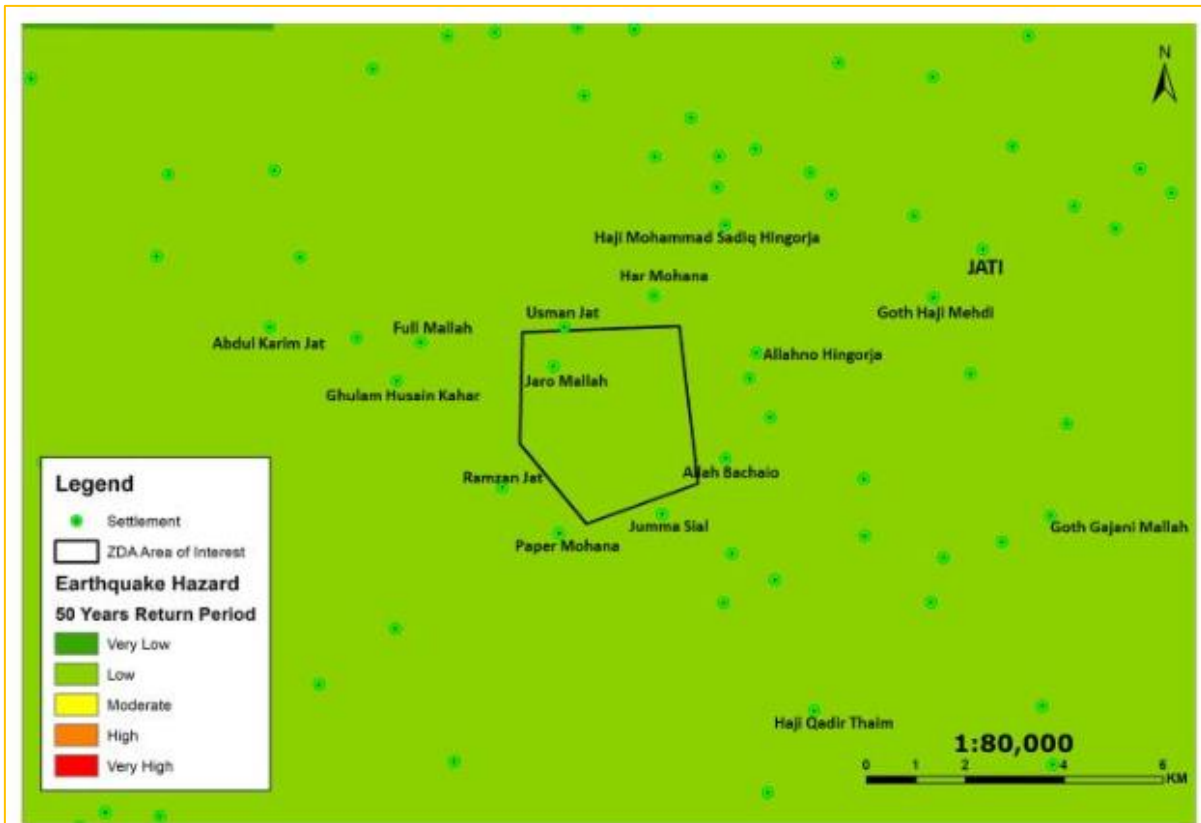 N
Haji Mohammad Sadiq Hingorja
JATI
Har Mohana
Goth Haji Mehdi
Usman Jat
Full Mallah
Abdul Karim Jat
Allahno Hingorja
Jaro Mallah
Ghulam Husain Kahar
Ramzan Jat
Allah Bachaio
Jumma Sial
Goth Gajani Mallah
Paper Mohana
Legend
Settlement
ZDA Area of Interest
Earthquake Hazard
50 Years Return Period
Very Low
Low
Moderate
High
Very High
Haji Qadir Thaim
1:80,000
0 1 2 4 6
KM